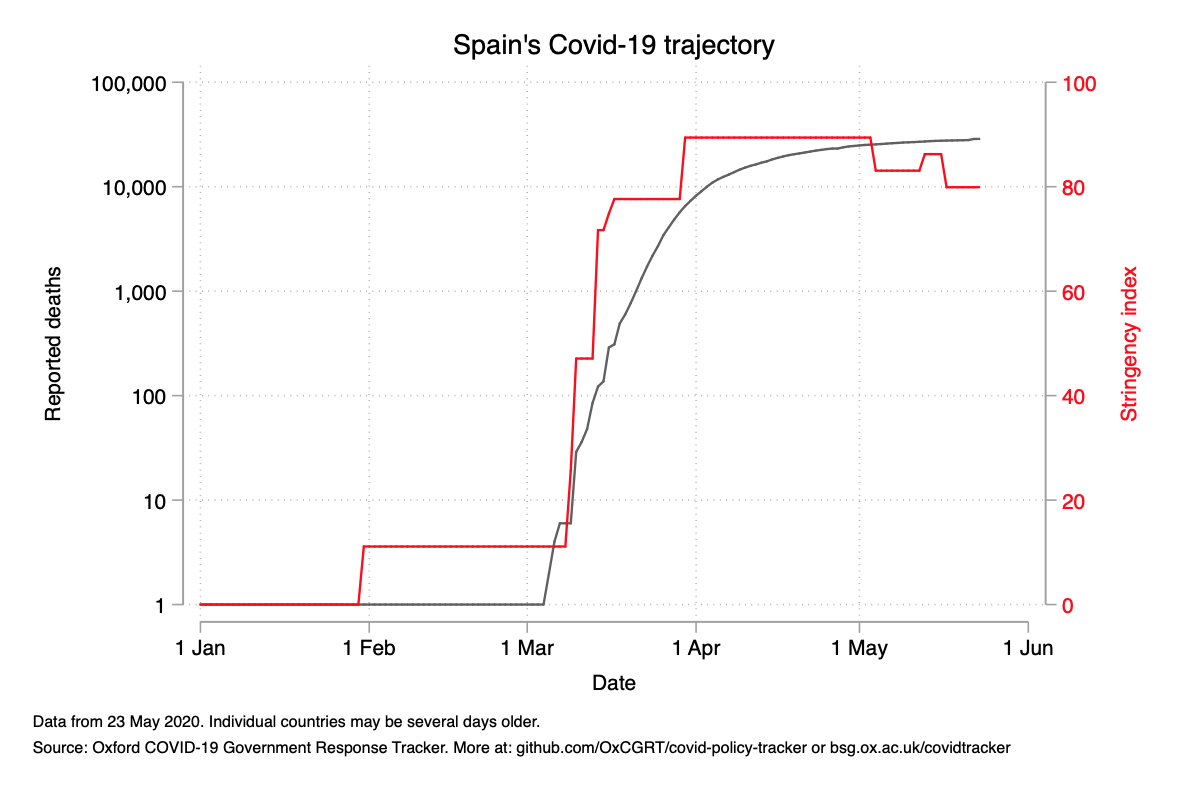 Spain's Covid-19 trajectory
100,000
10,000
1,000
100
10
1
Reported deaths
100
80
60
40
20
0
Stringency index
1 Jan
1 Feb
1 Mar
1 Apr
1 May
1 Jun
Date
Data from 23 May 2020. Individual countries may be several days older.
Source: Oxford COVID-19 Government Response Tracker. More at: github.com/OxCGRT/covid-policy-tracker or bsg.ox.ac.uk/covidtracker